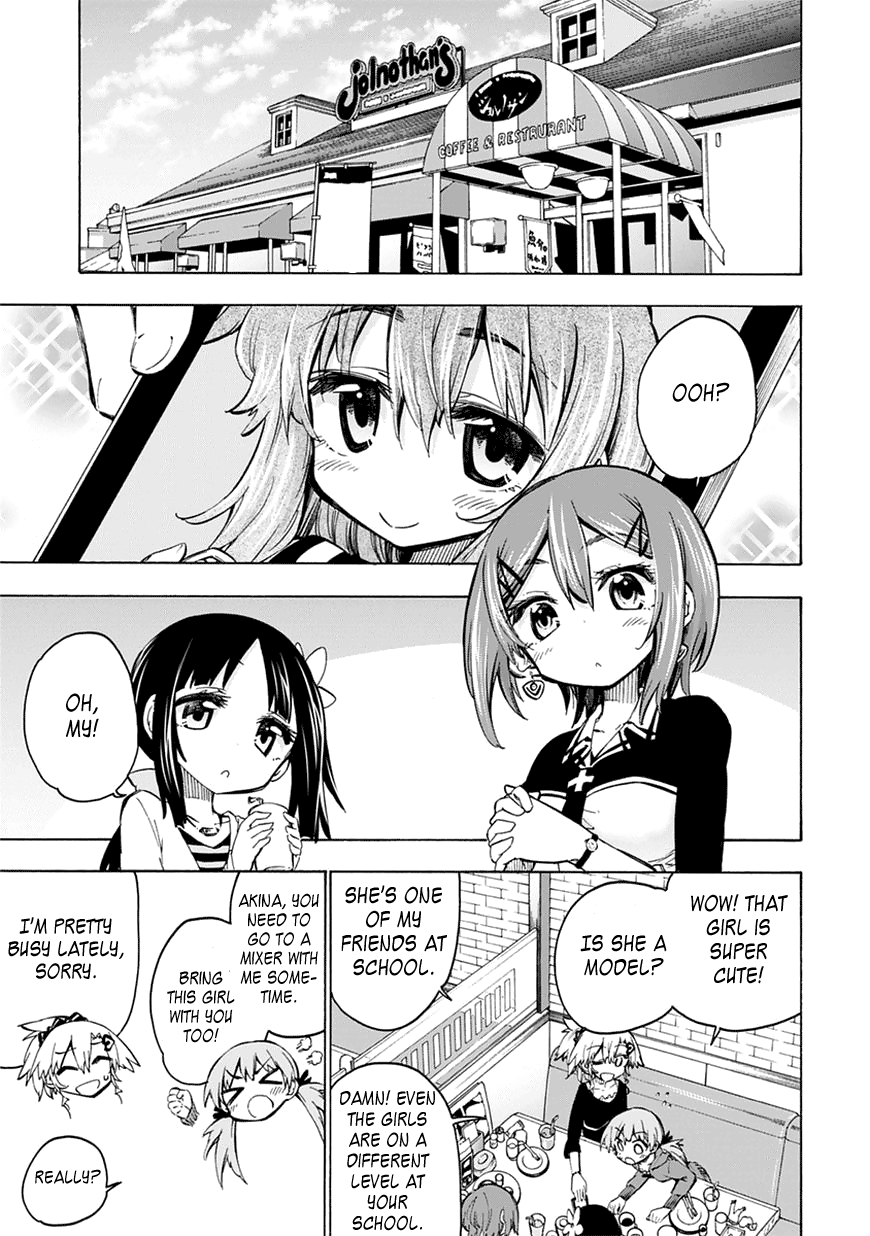 jolnothan's
ジョルノサン
COFFEE & RESTRURANT
OOH?
OH,
MY!
WOW! THAT
GIRL IS
SUPER
CUTE!
IS SHE A
MODEL?
SHE'S ONE
OF MY
FRIENDS AT
SCHOOL.
DAMN! EVEN
THE GIRLS
ARE ON A
DIFFERENT
LEVEL AT
YOUR
SCHOOL.
AKINA, YOU
NEED TO
GO TO A
MIXER WITH
ME SOME-
TIME.
BRING
THIS GIRL
WITH YOU
TOO!
I'M PRETTY
BUSY LATELY,
SORRY.
REALLY?